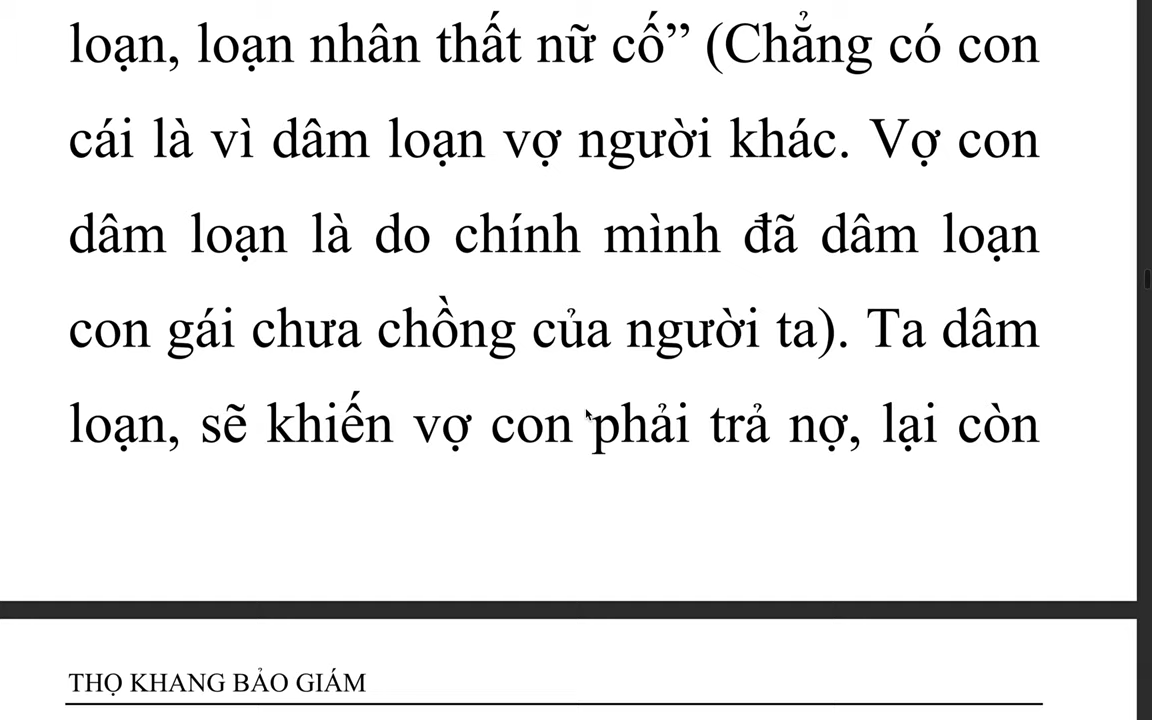 loạn, loạn nhân thất nữ cố” (Chẳng có con
cái là vì dâm loạn vợ người khác. Vợ con
dâm loạn là do chính mình đã dâm loạn
con gái chưa chồng của người ta). Ta dâm
loạn, sẽ khiến vợ con phải trả nợ, lại còn
THỌ KHANG BẢO GIÁM